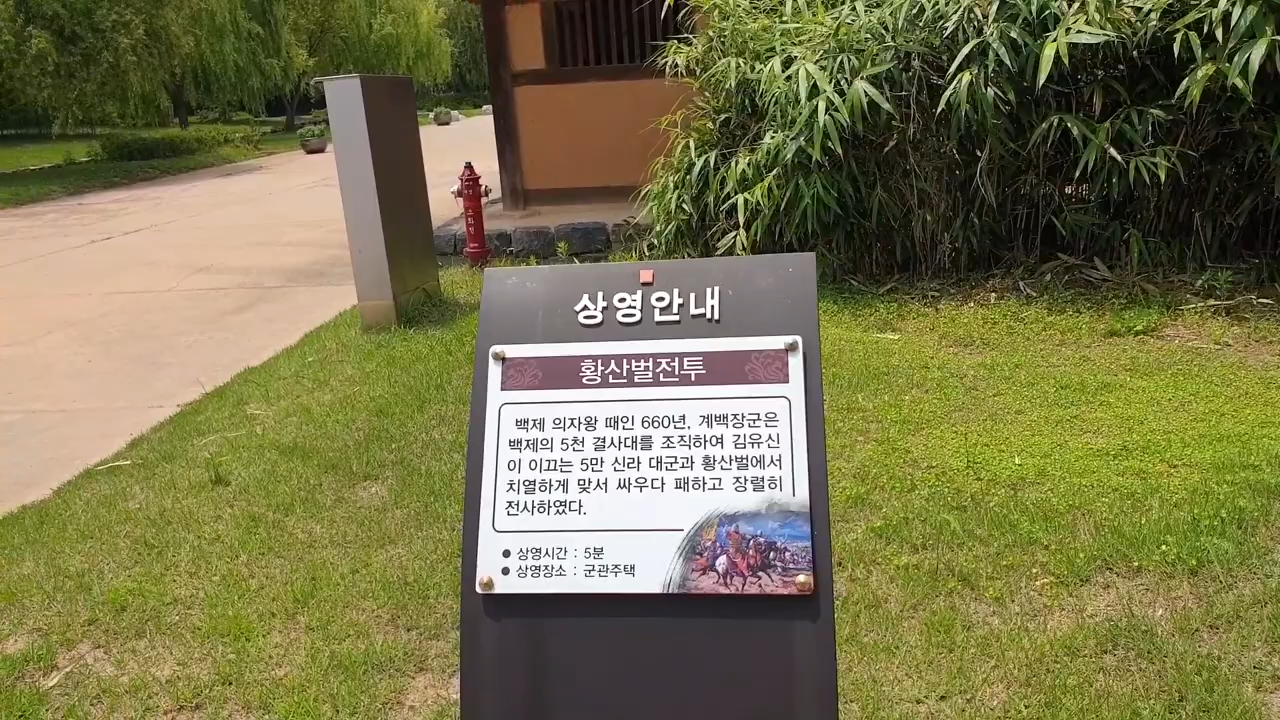 소화전
상영안내
황산벌전투
백제 의자왕 때인 660년, 계백장군은
백제의 5천 결사대를 조직하여 김유신
이 이끄는 5만 신라 대군과 황산벌에서
치열하게 맞서 싸우다 패하고 장렬히
전사하였다.
● 상영시간 : 5분
● 상영장소 : 군관주택